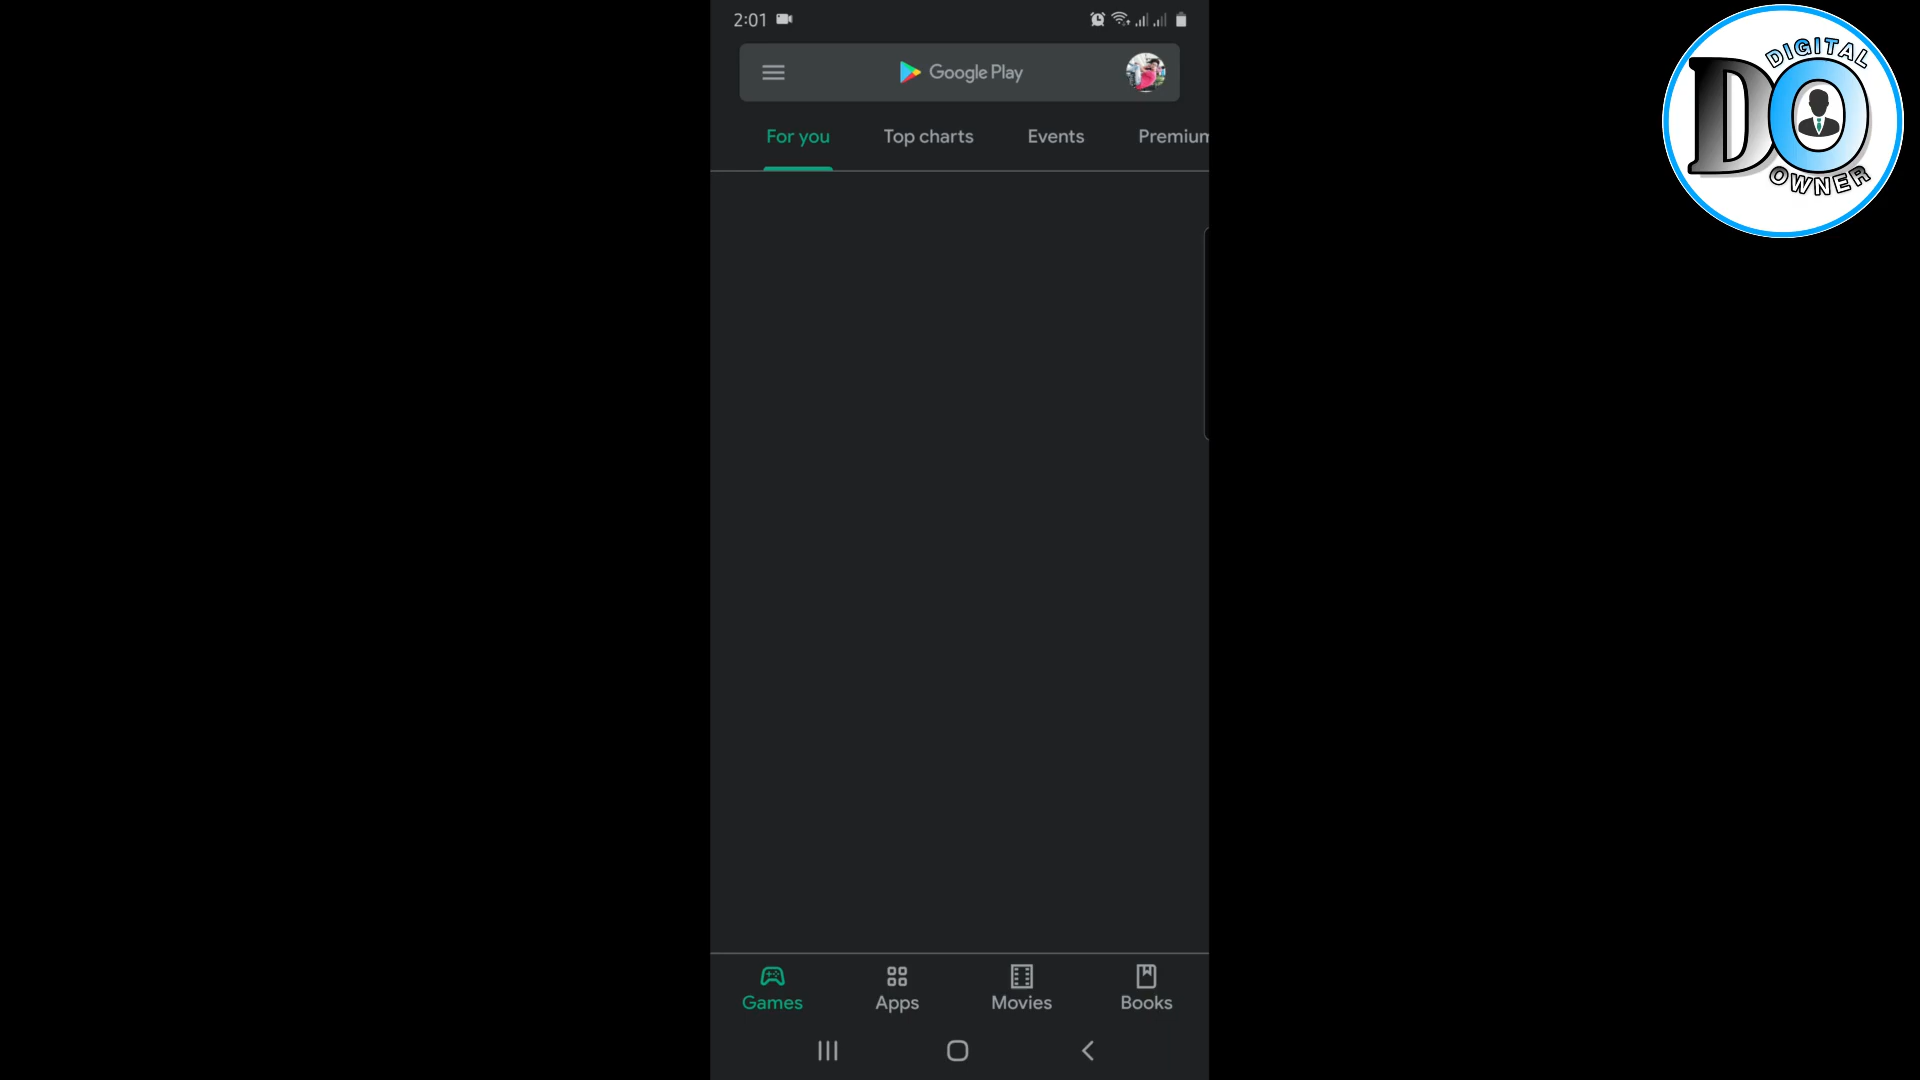 2:01
Google Play
For you Top charts Events Premium
Games Apps Movies Books
DIGITAL
DO
OWNER